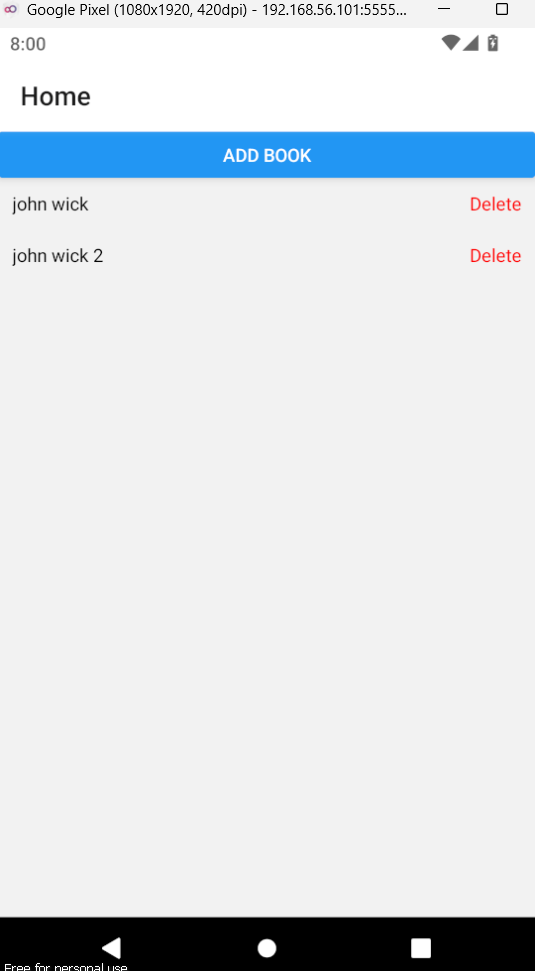 Google Pixel (1080x1920, 420dpi) - 192.168.56.101:5555...
8:00
Home
ADD BOOK
john wick Delete
john wick 2 Delete
Free for personal use